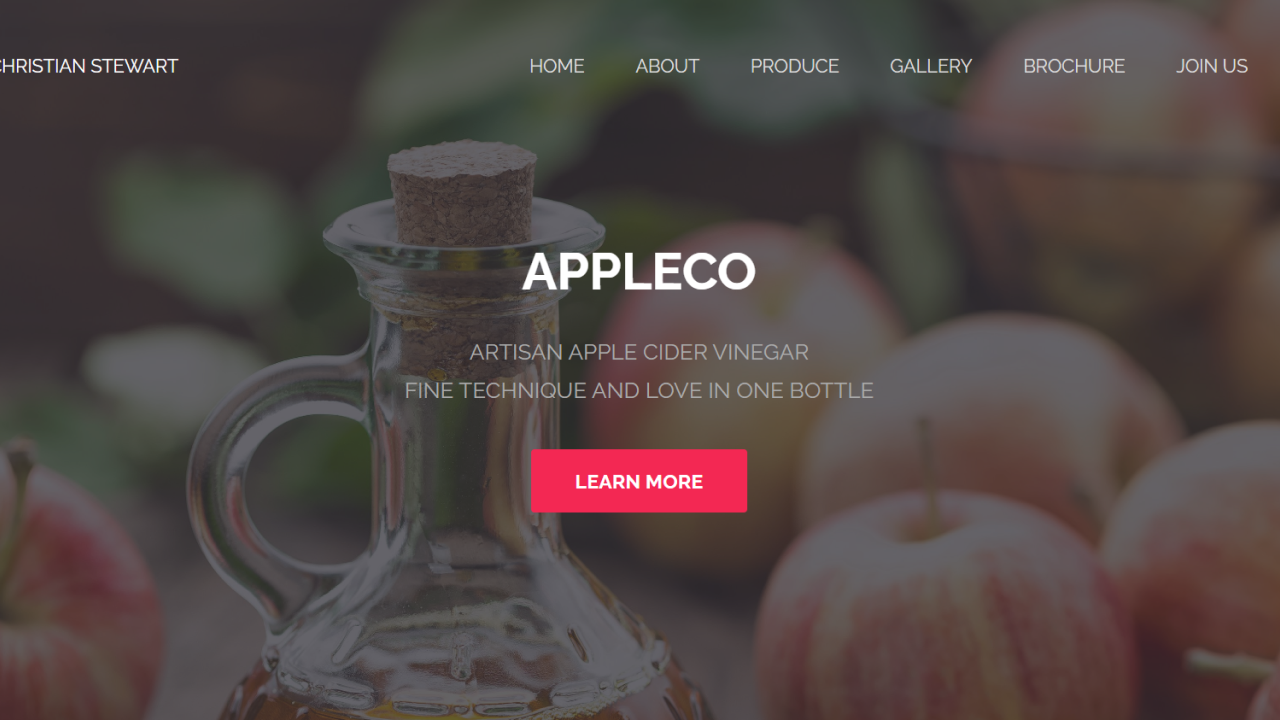 CHRISTIAN STEWART
HOME ABOUT PRODUCE GALLERY BROCHURE JOIN US
APPLECO
ARTISAN APPLE CIDER VINEGAR
FINE TECHNIQUE AND LOVE IN ONE BOTTLE
LEARN MORE